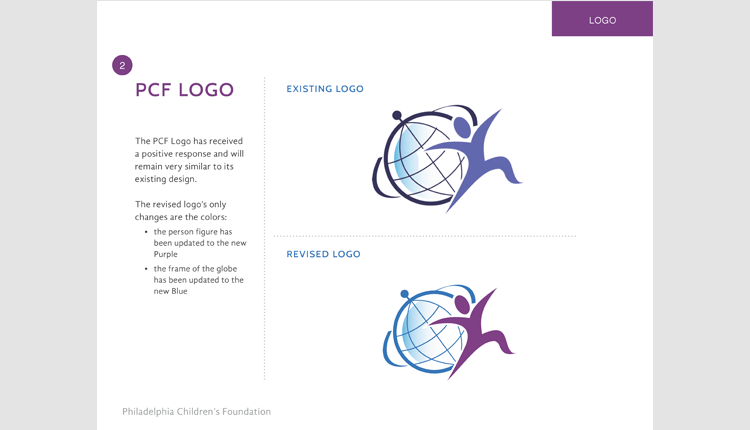 LOGO
2
PCF LOGO
The PCF Logo has received
a positive response and will
remain very similar to its
existing design.
The revised logo's only
changes are the colors:
• the person figure has
been updated to the new
Purple
• the frame of the globe
has been updated to the
new Blue
EXISTING LOGO
REVISED LOGO
Philadelphia Children's Foundation